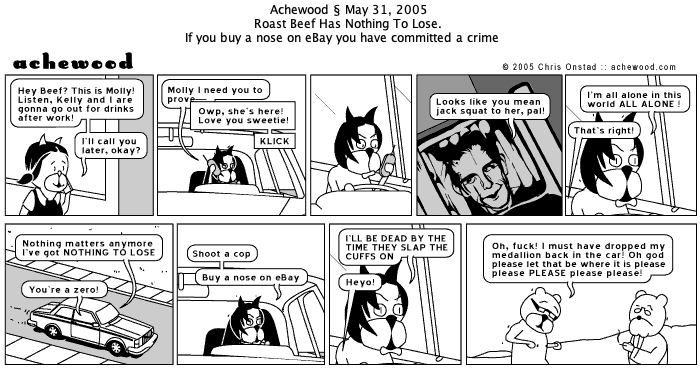 Achewood § May 31, 2005
Roast Beef Has Nothing To Lose.
If you buy a nose on eBay you have committed a crime
achewood
© 2005 Chris Onstad :: achewood.com
Hey Beef? This is Molly!
Listen, Kelly and I are
gonna go out for drinks
after work!
I'll call you
later, okay?
Molly I need you to
prove
Owp, she's here!
Love you sweetie!
KLICK
Looks like you mean
jack squat to her, pal!
I'm all alone in this
world ALL ALONE !
That's right!
Nothing matters anymore
I've got NOTHING TO LOSE
You're a zero!
Shoot a cop
Buy a nose on eBay
I'LL BE DEAD BY THE
TIME THEY SLAP THE
CUFFS ON
Heyo!
Oh, fuck! I must have dropped my
medallion back in the car! Oh god
please let that be where it is please
please PLEASE please please!